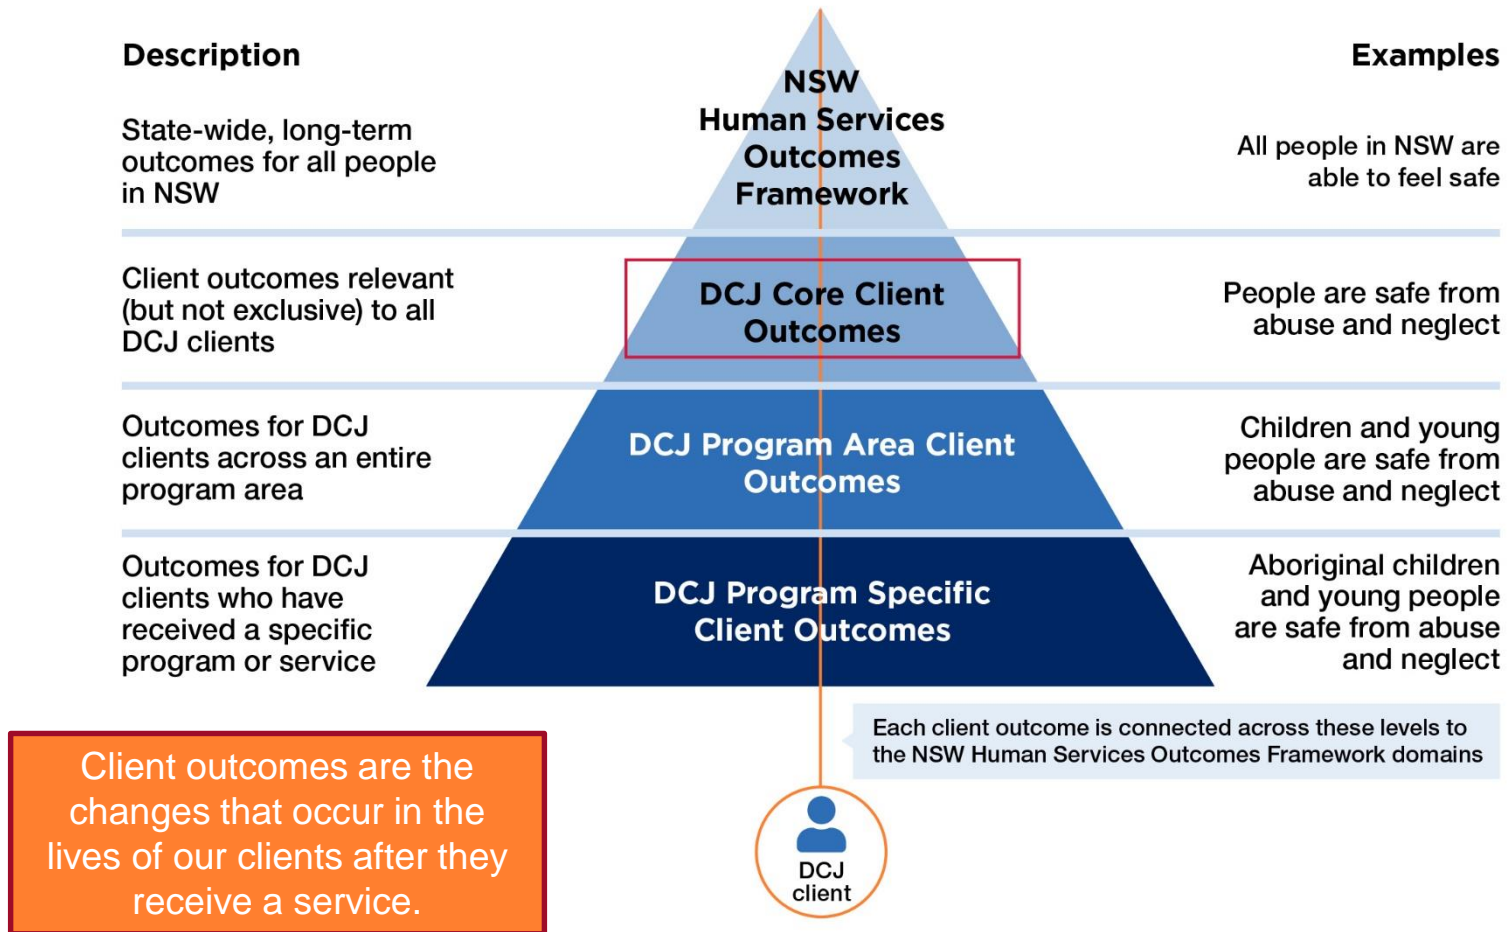 Description
Examples
NSW
Human Services
Outcomes
Framework
State-wide, long-term
outcomes for all people
in NSW
All people in NSW are
able to feel safe
Client outcomes relevant
(but not exclusive) to all
DCJ clients
DCJ Core Client
Outcomes
People are safe from
abuse and neglect
Outcomes for DCJ
clients across an entire
program area
DCJ Program Area Client
Outcomes
Children and young
people are safe from
abuse and neglect
Outcomes for DCJ
clients who have
received a specific
program or service
DCJ Program Specific
Client Outcomes
Aboriginal children
and young people
are safe from abuse
and neglect
Each client outcome is connected across these levels to
the NSW Human Services Outcomes Framework domains
Client outcomes are the
changes that occur in the
lives of our clients after they
receive a service.
DCJ
client